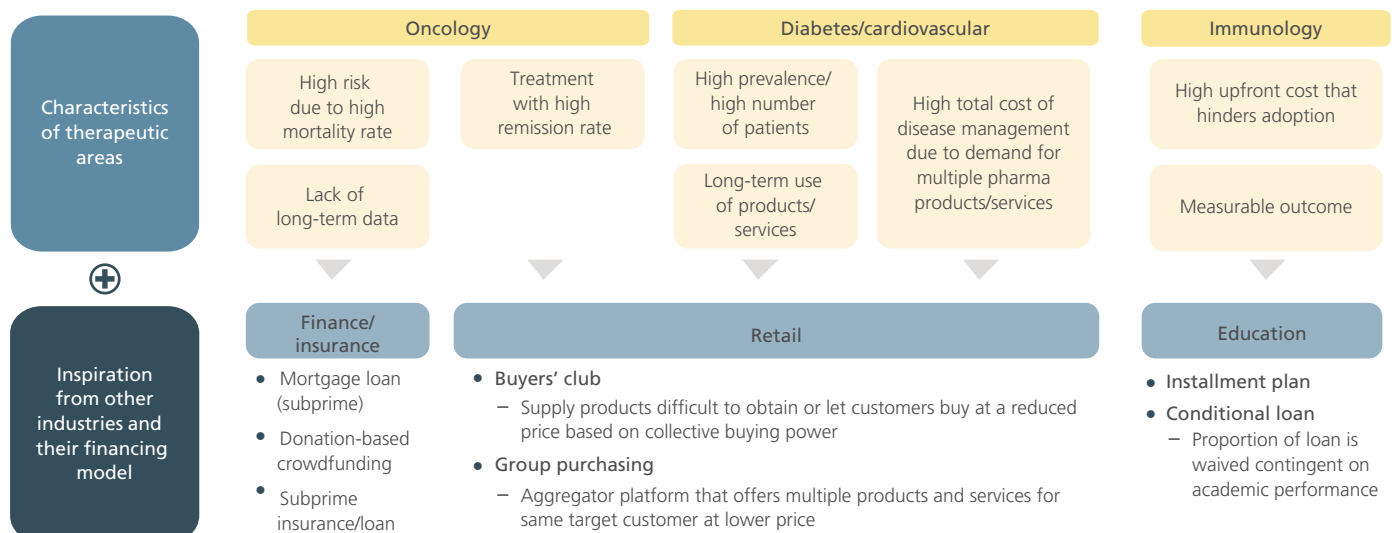 Characteristics
of therapeutic
areas
Oncology
High risk
due to high
mortality rate
Lack of
long-term data
Treatment
with high
remission rate
Diabetes/cardiovascular
High prevalence/
high number
of patients
Long-term use
of products/
services
High total cost of
disease management
due to demand for
multiple pharma
products/services
Immunology
High upfront cost that
hinders adoption
Measurable outcome
Inspiration
from other
industries and
their financing
model
Finance/
insurance
• Mortgage loan
(subprime)
• Donation-based
crowdfunding
• Subprime
insurance/loan
Retail
• Buyers’ club
– Supply products difficult to obtain or let customers buy at a reduced
price based on collective buying power
• Group purchasing
– Aggregator platform that offers multiple products and services for
same target customer at lower price
Education
• Installment plan
• Conditional loan
– Proportion of loan is
waived contingent on
academic performance